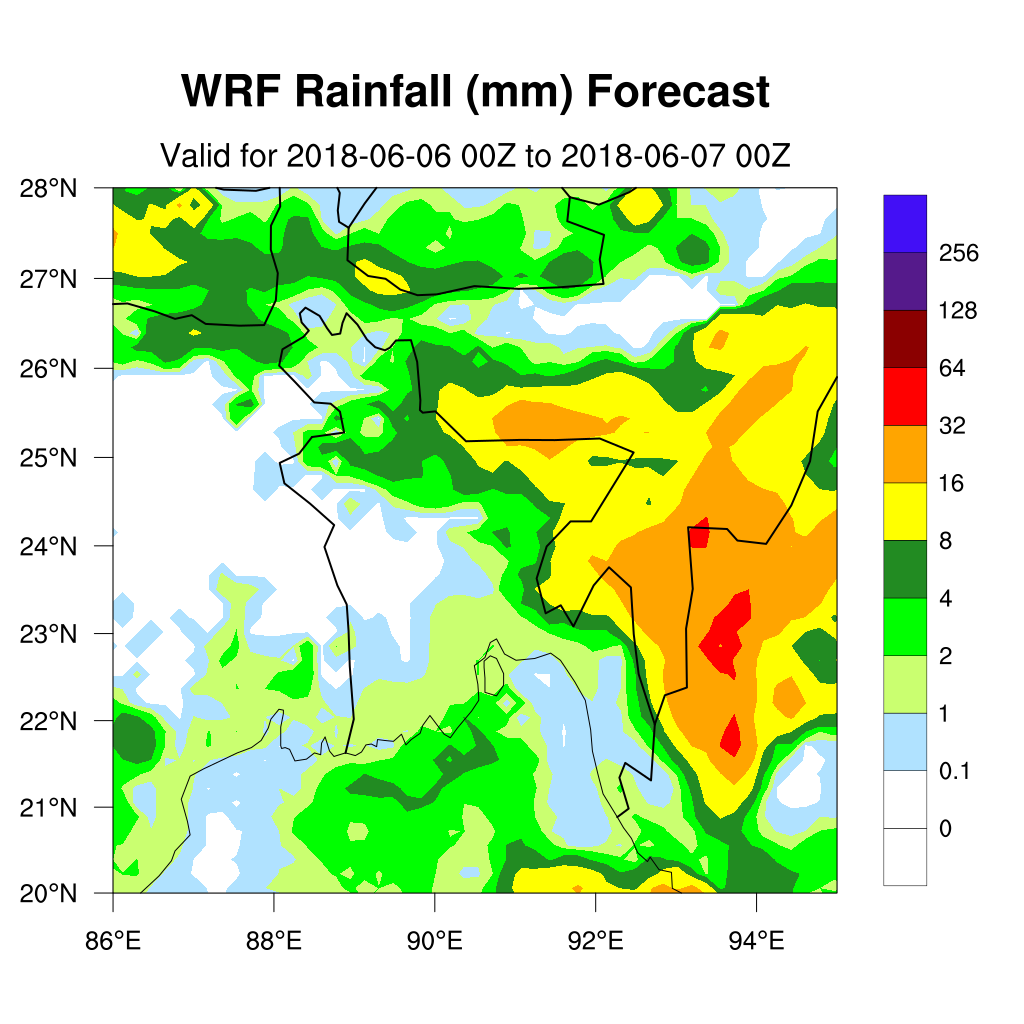 WRF Rainfall (mm) Forecast
Valid for 2018-06-06 00Z to 2018-06-07 00Z
28°N
27°N
26°N
25°N
24°N
23°N
22°N
21°N
20°N
86°E
88°E
90°E
92°E
94°E
256
128
64
32
16
8
4
2
1
0.1
0